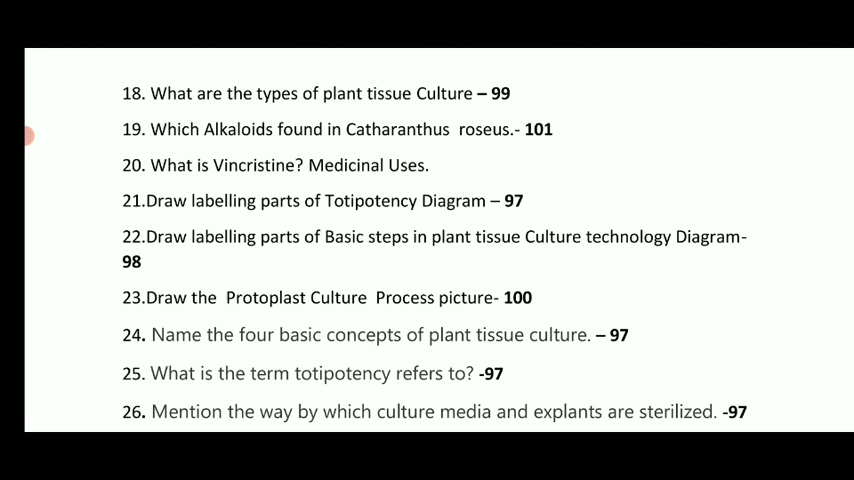 18. What are the types of plant tissue Culture – 99
19. Which Alkaloids found in Catharanthus roseus.- 101
20. What is Vincristine? Medicinal Uses.
21.Draw labelling parts of Totipotency Diagram – 97
22.Draw labelling parts of Basic steps in plant tissue Culture technology Diagram-
98
23.Draw the Protoplast Culture Process picture- 100
24. Name the four basic concepts of plant tissue culture. – 97
25. What is the term totipotency refers to? -97
26. Mention the way by which culture media and explants are sterilized. -97